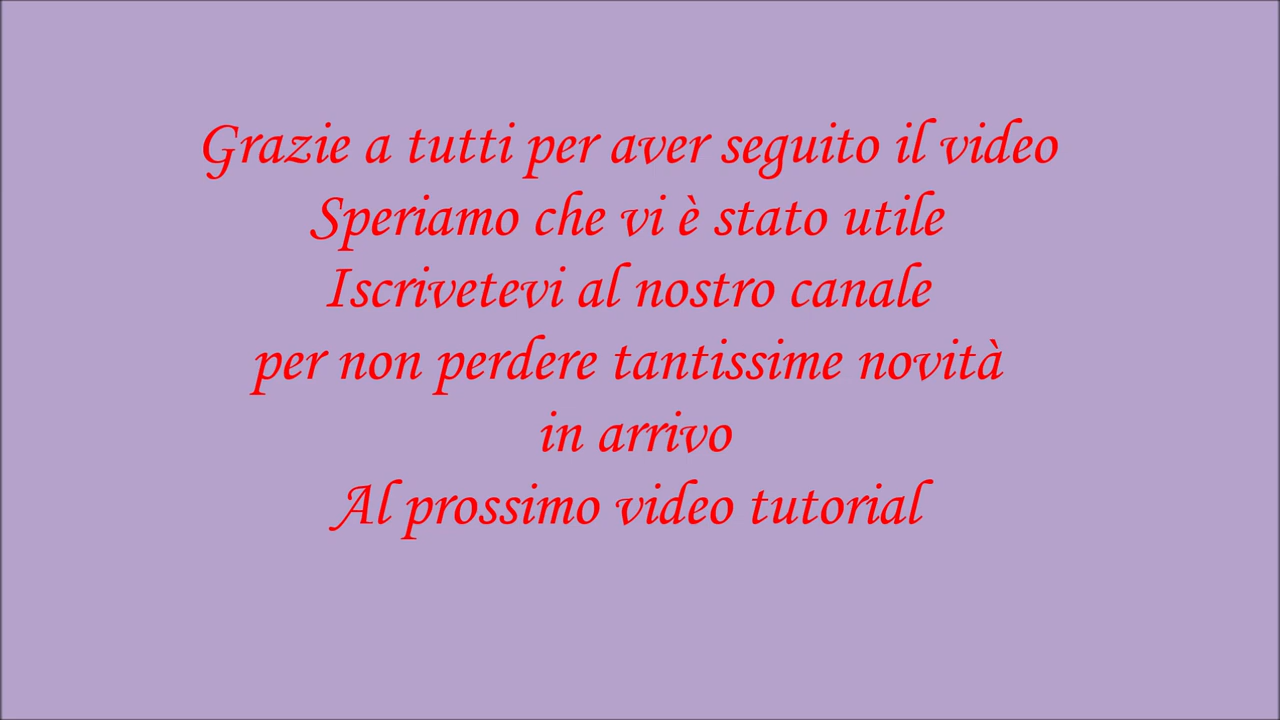 Grazie a tutti per aver seguito il video
Speriamo che vi è stato utile
Iscrivetevi al nostro canale
per non perdere tantissime novità
in arrivo
Al prossimo video tutorial